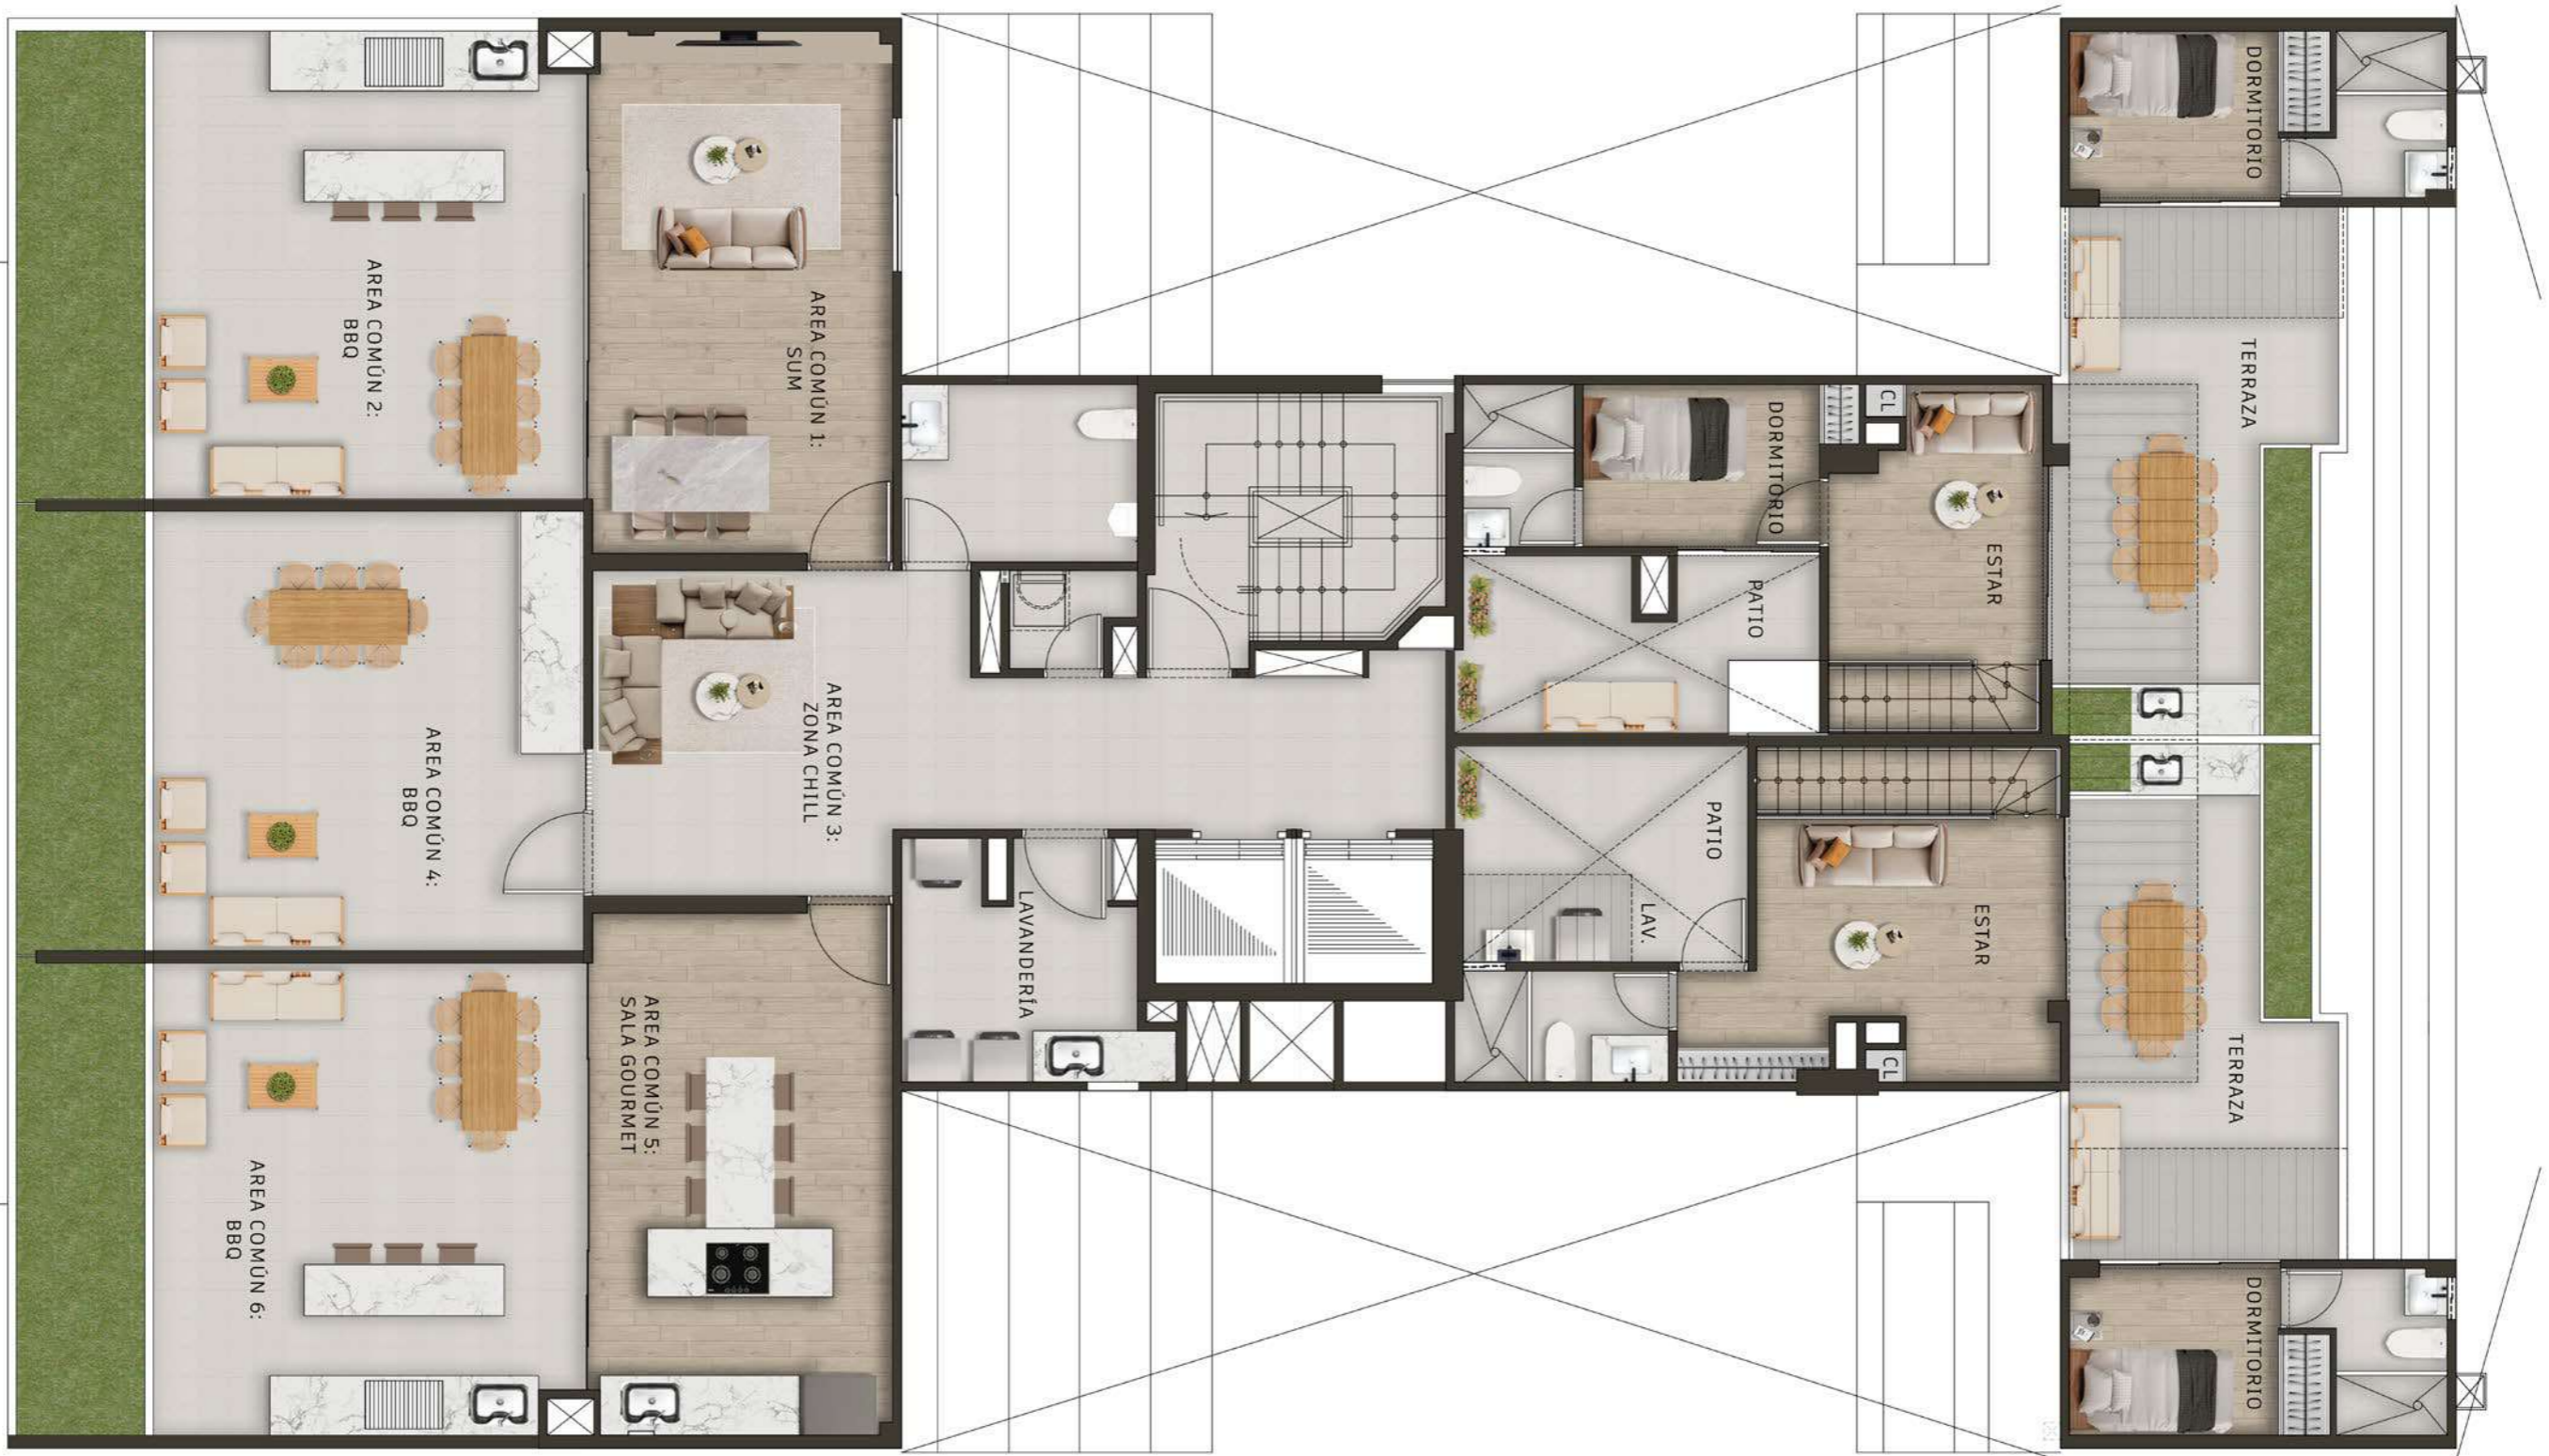 AREA COMÚN 2:
BBQ
AREA COMÚN 1:
SUM
AREA COMÚN 4:
BBQ
AREA COMÚN 3:
ZONA CHILL
AREA COMÚN 6:
BBQ
AREA COMÚN 5:
SALA GOURMET
LAVANDERÍA
DORMITORIO
CL
ESTAR
PATIO
PATIO
LAV.
ESTAR
CL
DORMITORIO
TERRAZA
TERRAZA
DORMITORIO